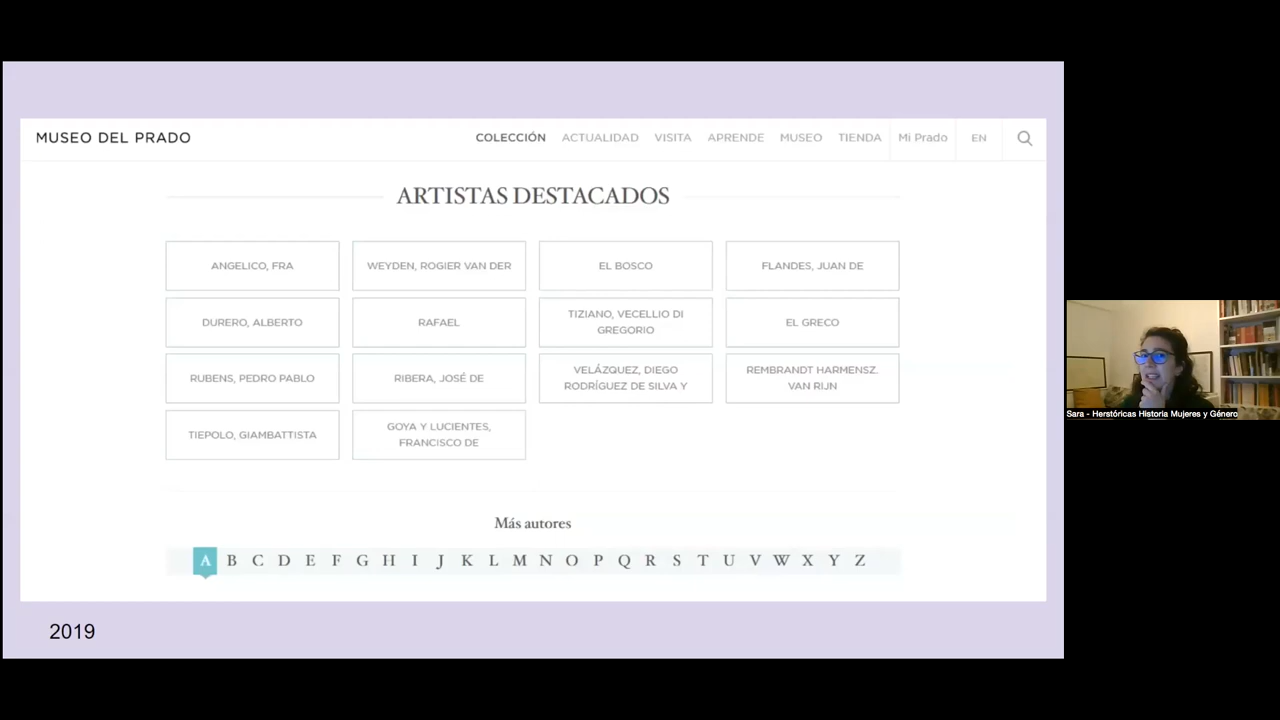 MUSEO DEL PRADO
COLECCIÓN ACTUALIDAD VISITA APRENDE MUSEO TIENDA Mi Prado EN
ARTISTAS DESTACADOS
ANGELICO, FRA
WEYDEN, ROGIER VAN DER
EL BOSCO
FLANDES, JUAN DE
DURERO, ALBERTO
RAFAEL
TIZIANO, VECELLIO DI
GREGORIO
EL GRECO
RUBENS, PEDRO PABLO
RIBERA, JOSÉ DE
VELÁZQUEZ, DIEGO
RODRÍGUEZ DE SILVA Y
REMBRANDT HARMENSZ.
VAN RIJN
TIEPOLO, GIAMBATTISTA
GOYA Y LUCIENTES,
FRANCISCO DE
Más autores
A B C D E F G H I J K L M N O P Q R S T U V W X Y Z
2019
Sara - Herstóricas Historia Mujeres y Género